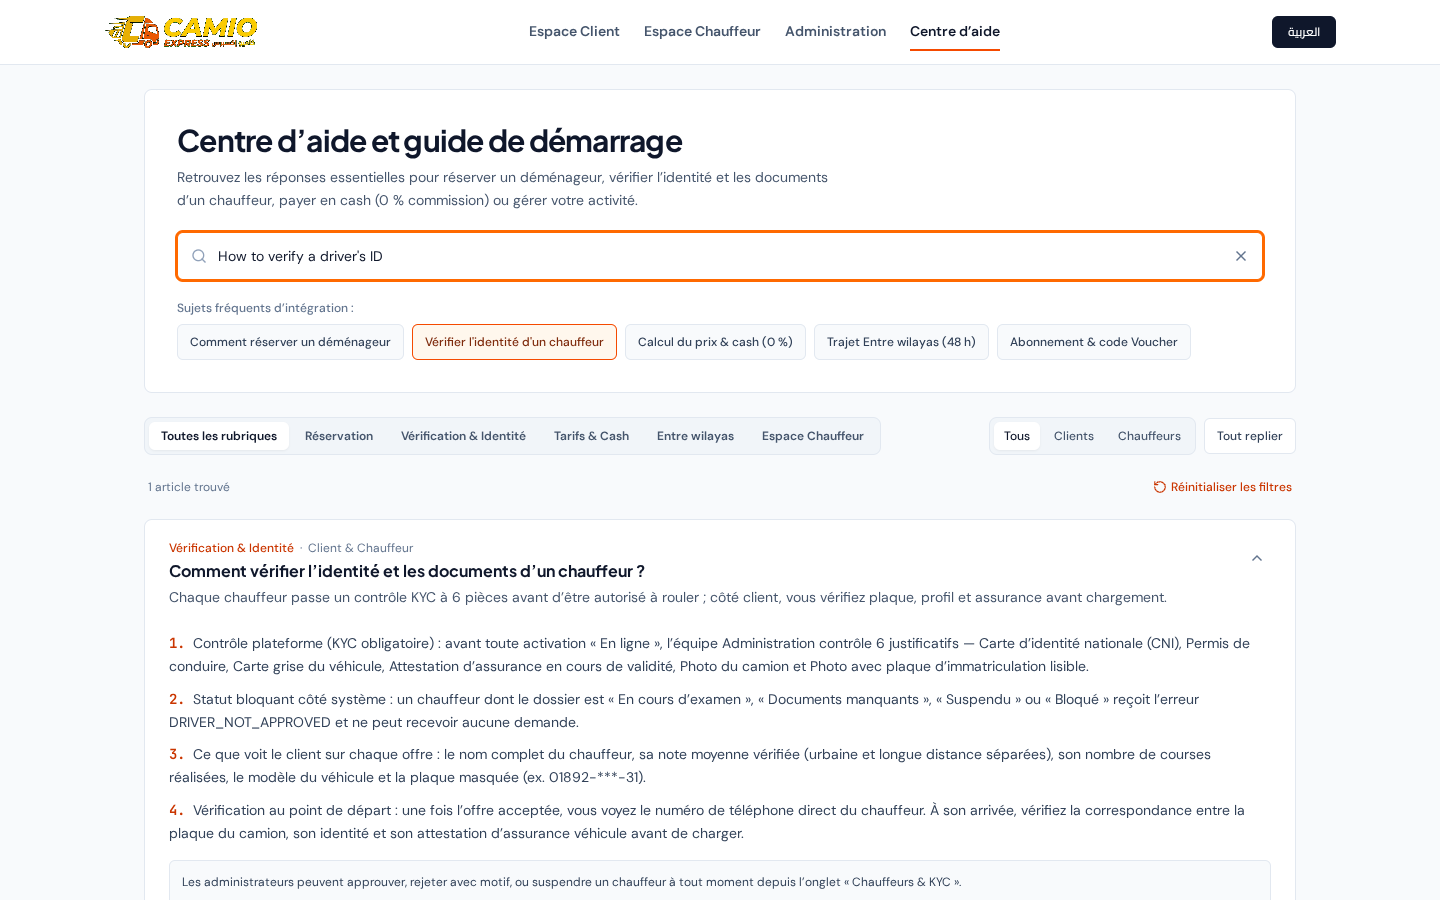 CAMIO
EXPRESS
Espace Client
Espace Chauffeur
Administration
Centre d’aide
العربية
Centre d’aide et guide de démarrage
Retrouvez les réponses essentielles pour réserver un déménageur, vérifier l’identité et les documents
d’un chauffeur, payer en cash (0 % commission) ou gérer votre activité.
How to verify a driver's ID
Sujets fréquents d’intégration :
Comment réserver un déménageur
Vérifier l'identité d'un chauffeur
Calcul du prix & cash (0 %)
Trajet Entre wilayas (48 h)
Abonnement & code Voucher
Toutes les rubriques
Réservation
Vérification & Identité
Tarifs & Cash
Entre wilayas
Espace Chauffeur
Tous
Clients
Chauffeurs
Tout replier
1 article trouvé
Réinitialiser les filtres
Vérification & Identité · Client & Chauffeur
Comment vérifier l’identité et les documents d’un chauffeur ?
Chaque chauffeur passe un contrôle KYC à 6 pièces avant d’être autorisé à rouler ; côté client, vous vérifiez plaque, profil et assurance avant chargement.
1. Contrôle plateforme (KYC obligatoire) : avant toute activation « En ligne », l’équipe Administration contrôle 6 justificatifs — Carte d’identité nationale (CNI), Permis de
conduire, Carte grise du véhicule, Attestation d’assurance en cours de validité, Photo du camion et Photo avec plaque d’immatriculation lisible.
2. Statut bloquant côté système : un chauffeur dont le dossier est « En cours d’examen », « Documents manquants », « Suspendu » ou « Bloqué » reçoit l’erreur
DRIVER_NOT_APPROVED et ne peut recevoir aucune demande.
3. Ce que voit le client sur chaque offre : le nom complet du chauffeur, sa note moyenne vérifiée (urbaine et longue distance séparées), son nombre de courses
réalisées, le modèle du véhicule et la plaque masquée (ex. 01892-***-31).
4. Vérification au point de départ : une fois l’offre acceptée, vous voyez le numéro de téléphone direct du chauffeur. À son arrivée, vérifiez la correspondance entre la
plaque du camion, son identité et son attestation d’assurance véhicule avant de charger.
Les administrateurs peuvent approuver, rejeter avec motif, ou suspendre un chauffeur à tout moment depuis l’onglet « Chauffeurs & KYC ».